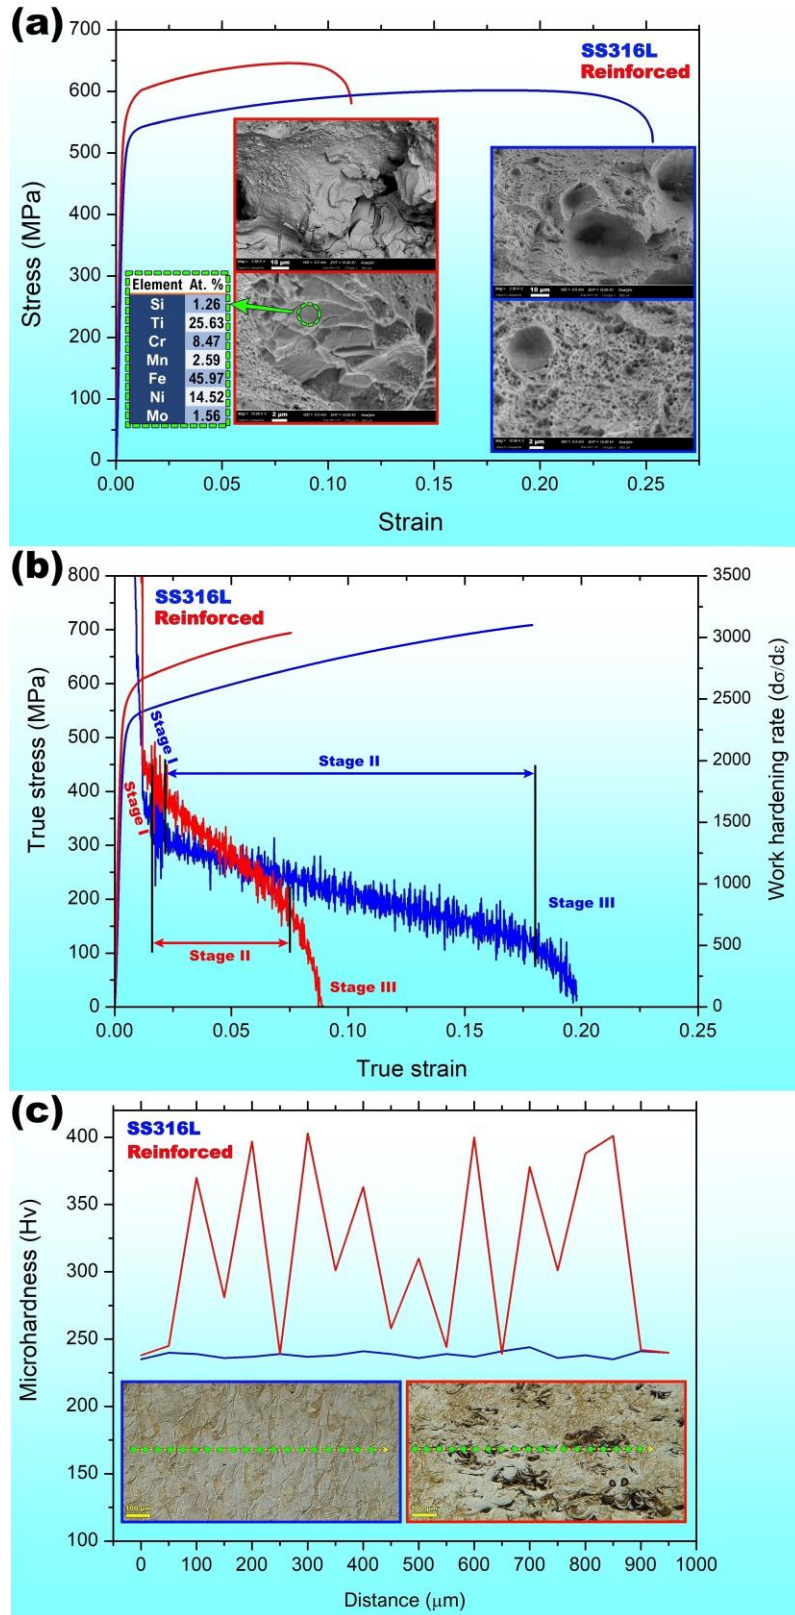 (a)
700
600
500
400
300
200
100
0
Stress (MPa)
SS316L
Reinforced
10 µm
10 µm
Element At. %
Si 1.26
Ti 25.63
Cr 8.47
Mn 2.59
Fe 45.97
Ni 14.52
Mo 1.56
2 µm
2 µm
0.00 0.05 0.10 0.15 0.20 0.25
Strain
(b)
800
700
600
500
400
300
200
100
0
True stress (MPa)
SS316L
Reinforced
Stage I
Stage II
Stage I
Stage III
Stage II
Stage III
3500
3000
2500
2000
1500
1000
500
0
Work hardening rate (dσ/dε)
0.00 0.05 0.10 0.15 0.20 0.25
True strain
(c)
400
350
300
250
200
150
100
Microhardness (Hv)
SS316L
Reinforced
100 µm
100 µm
0 100 200 300 400 500 600 700 800 900 1000
Distance (µm)